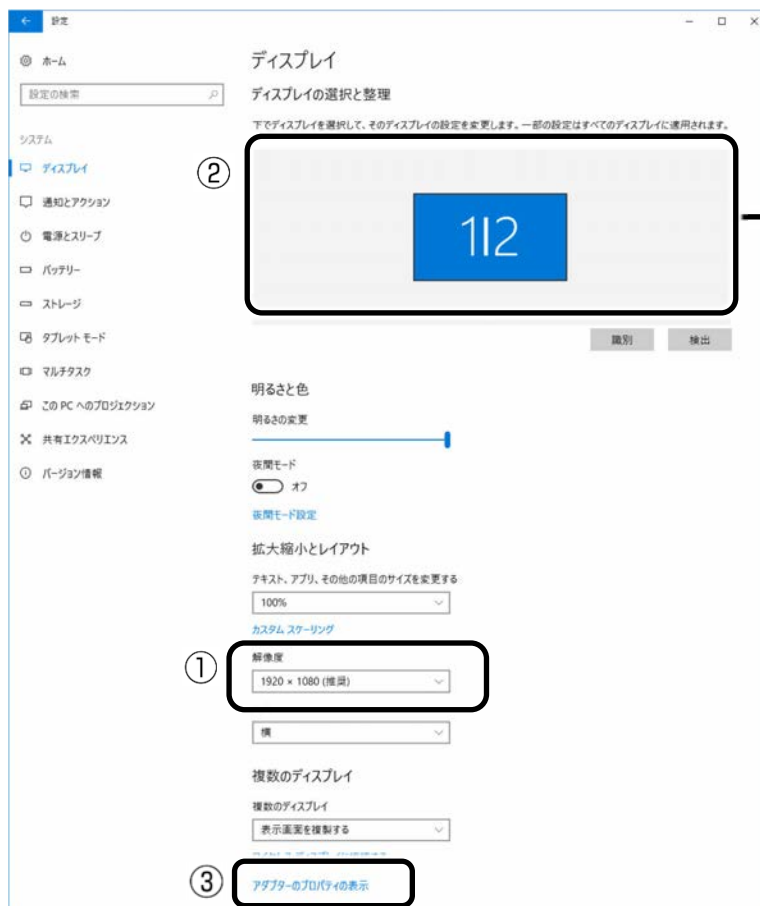 設定
ホーム
設定の検索
システム
ディスプレイ
通知とアクション
電源とスリープ
バッテリー
ストレージ
タブレット モード
マルチタスク
この PC へのプロジェクション
共有エクスペリエンス
バージョン情報
ディスプレイ
ディスプレイの選択と整理
下でディスプレイを選択して、そのディスプレイの設定を変更します。一部の設定はすべてのディスプレイに適用されます。
②
1|2
識別 検出
明るさと色
明るさの変更
夜間モード
オフ
夜間モード設定
拡大縮小とレイアウト
テキスト、アプリ、その他の項目のサイズを変更する
100%
カスタム スケーリング
①
解像度
1920 × 1080 (推奨)
横
複数のディスプレイ
複数のディスプレイ
表示画面を複製する
③
アダプターのプロパティの表示